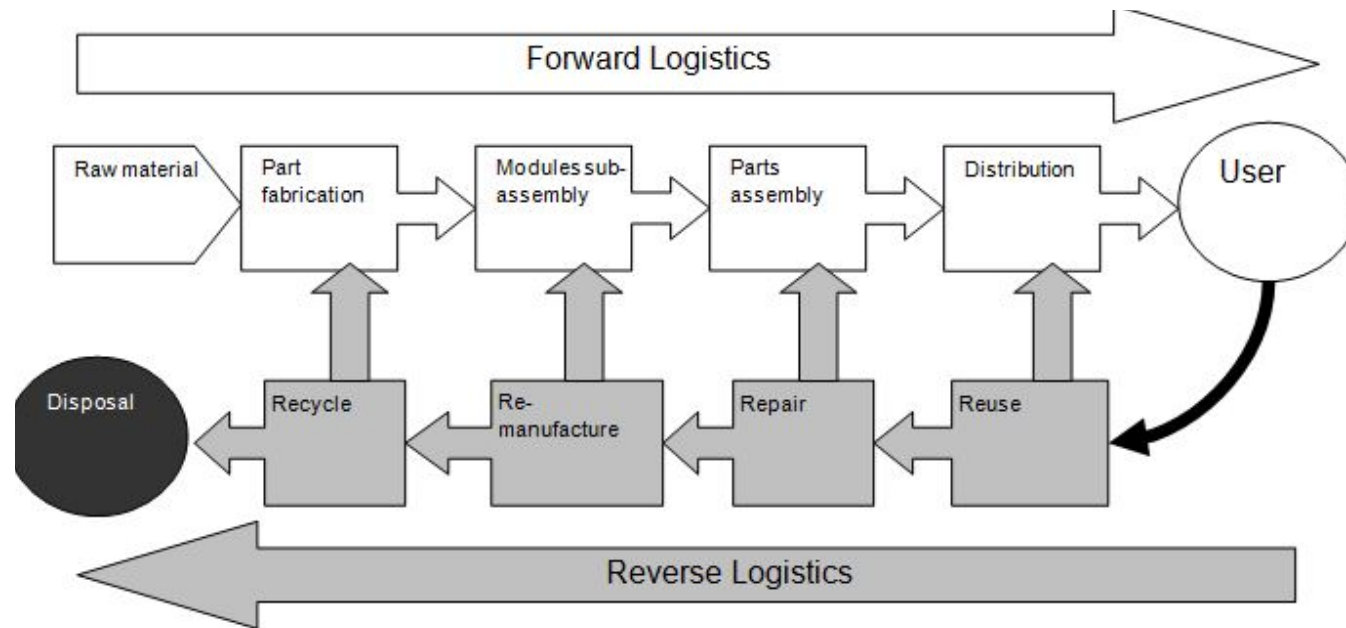 Forward Logistics
Raw material
Part
fabrication
Modules sub-
assembly
Parts
assembly
Distribution
User
Disposal
Recycle
Re-
manufacture
Repair
Reuse
Reverse Logistics